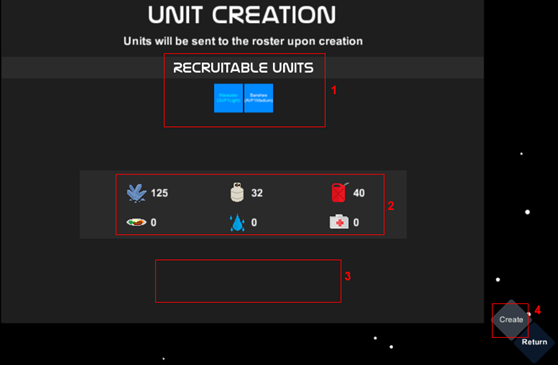 UNIT CREATION
Units will be sent to the roster upon creation
RECRUITABLE UNITS
1
Banshee
125
32
40
2
0
0
0
3
4
Create
Return